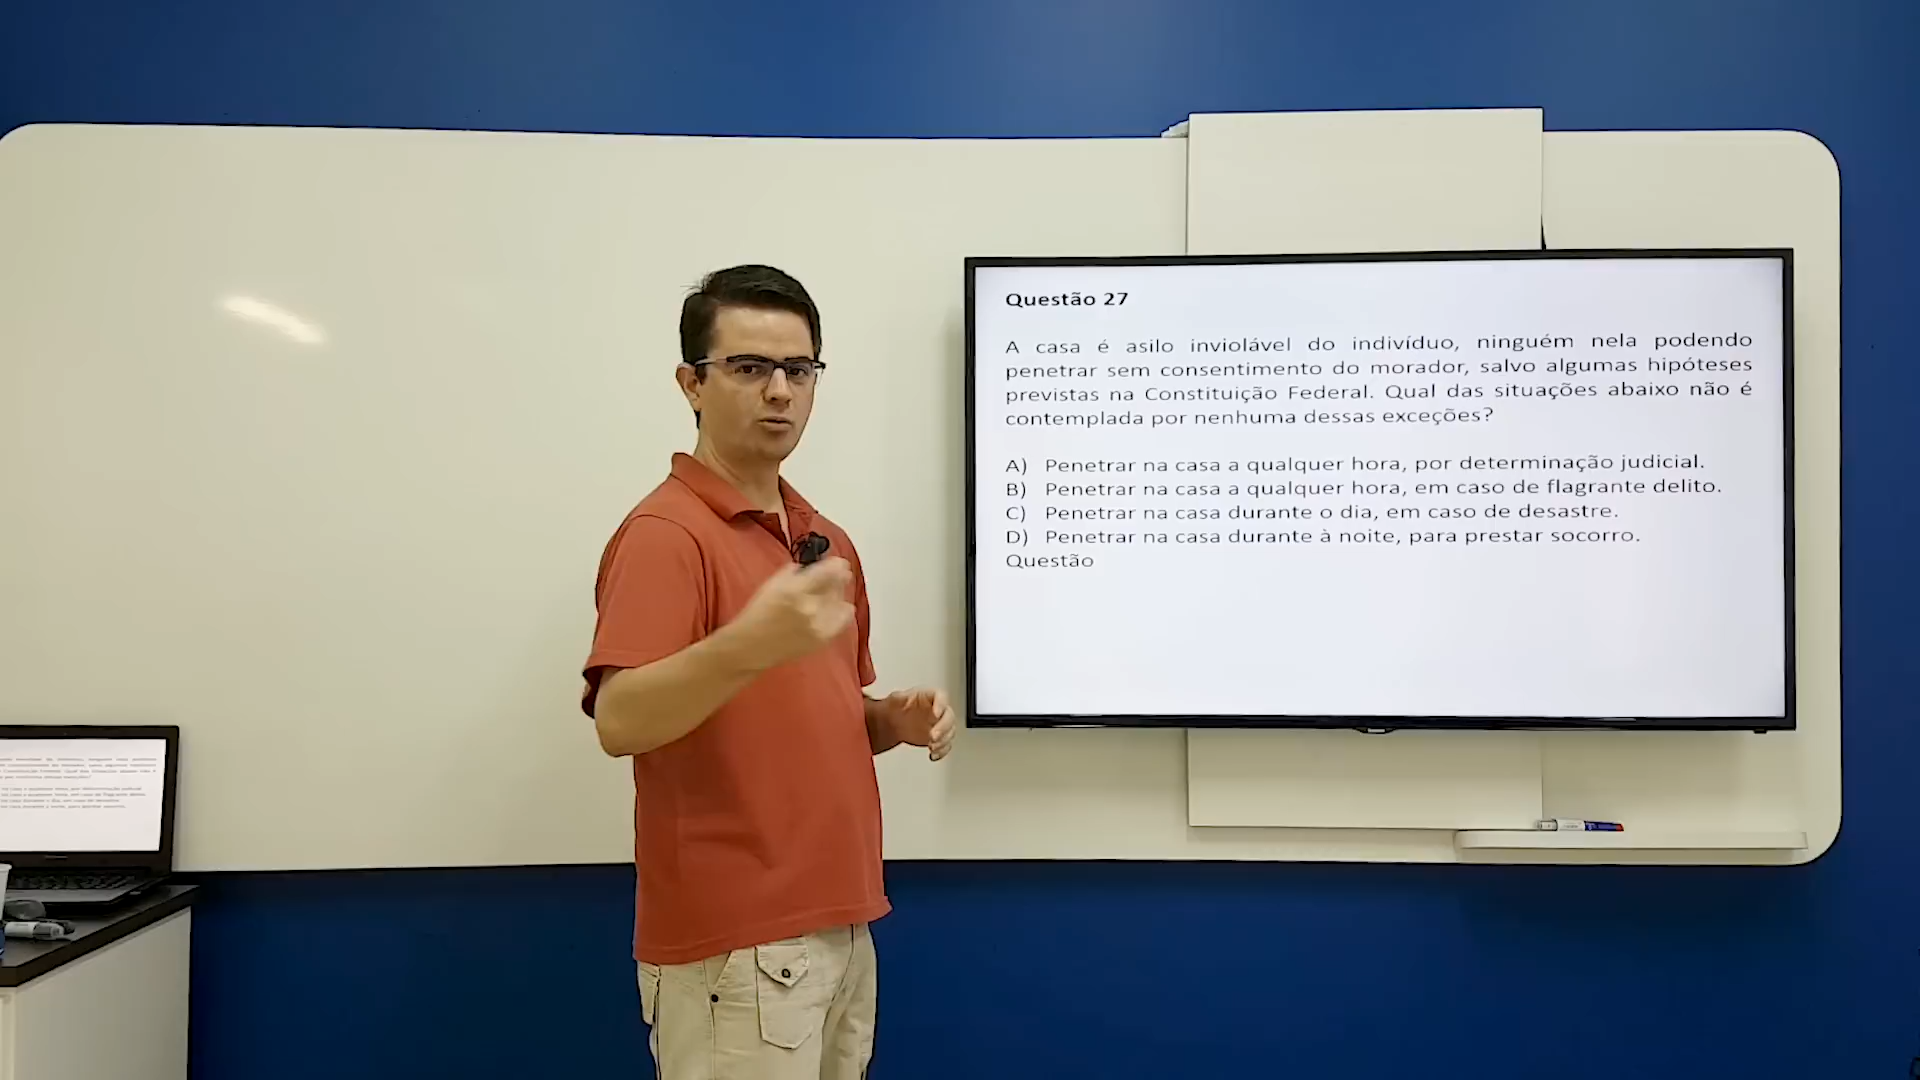 Questão 27
A casa é asilo inviolável do indivíduo, ninguém nela podendo
penetrar sem consentimento do morador, salvo algumas hipóteses
previstas na Constituição Federal. Qual das situações abaixo não é
contemplada por nenhuma dessas exceções?
A) Penetrar na casa a qualquer hora, por determinação judicial.
B) Penetrar na casa a qualquer hora, em caso de flagrante delito.
C) Penetrar na casa durante o dia, em caso de desastre.
D) Penetrar na casa durante à noite, para prestar socorro.
Questão